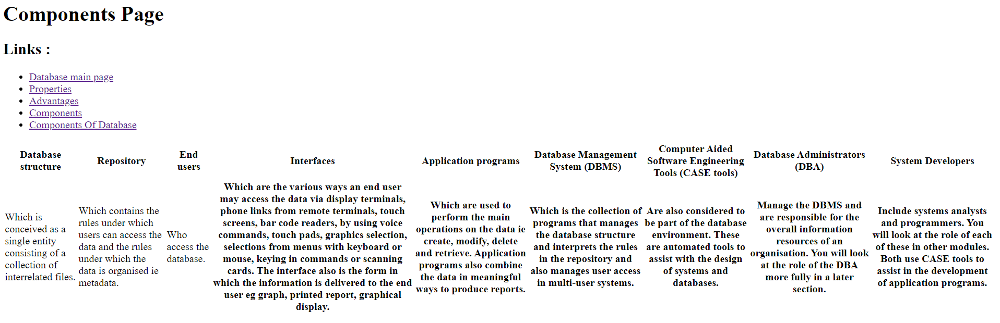 Components Page
Links :
Database main page
Properties
Advantages
Components
Components Of Database
Database
structure
Repository
End
users
Interfaces
Application programs
Database Management
System (DBMS)
Computer Aided
Software Engineering
Tools (CASE tools)
Database Administrators
(DBA)
System Developers
Which is
conceived as a
single entity
consisting of a
collection of
interrelated files.
Which contains the
rules under which
users can access the
data and the rules
under which the
data is organised ie
metadata.
Who
access the
database.
Which are the various ways an end user
may access the data via display terminals,
phone links from remote terminals, touch
screens, bar code readers, by using voice
commands, touch pads, graphics selection,
selections from menus with keyboard or
mouse, keying in commands or scanning
cards. The interface also is the form in
which the information is delivered to the end
user eg graph, printed report, graphical
display.
Which are used to
perform the main
operations on the data ie
create, modify, delete
and retrieve. Application
programs also combine
the data in meaningful
ways to produce reports.
Which is the collection of
programs that manages
the database structure
and interprets the rules
in the repository and
also manages user access
in multi-user systems.
Are also considered to
be part of the database
environment. These
are automated tools to
assist with the design
of systems and
databases.
Manage the DBMS and
are responsible for the
overall information
resources of an
organisation. You will look
at the role of the DBA
more fully in a later
section.
Include systems analysts
and programmers. You
will look at the role of each
of these in other modules.
Both use CASE tools to
assist in the development
of application programs.